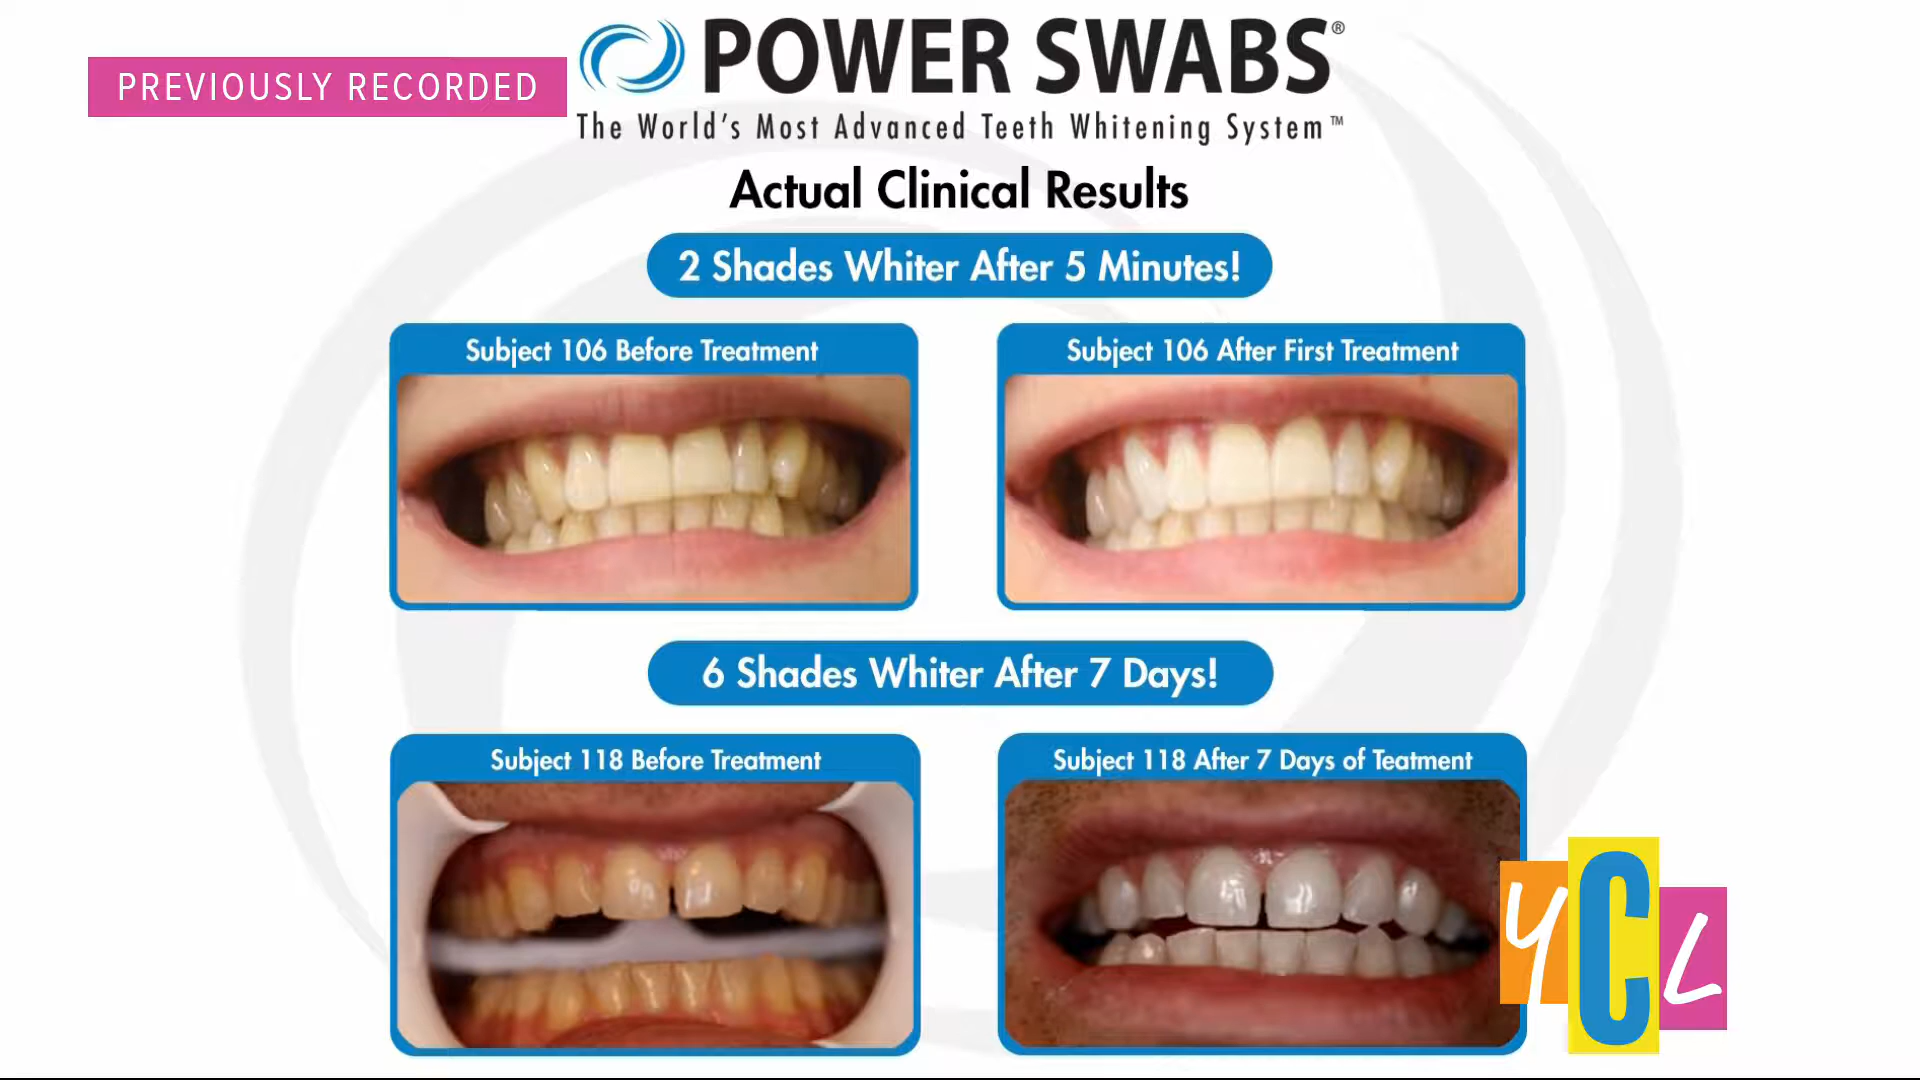 PREVIOUSLY RECORDED
POWER SWABS®
The World's Most Advanced Teeth Whitening System™
Actual Clinical Results
2 Shades Whiter After 5 Minutes!
Subject 106 Before Treatment
Subject 106 After First Treatment
6 Shades Whiter After 7 Days!
Subject 118 Before Treatment
Subject 118 After 7 Days of Teatment
YCL